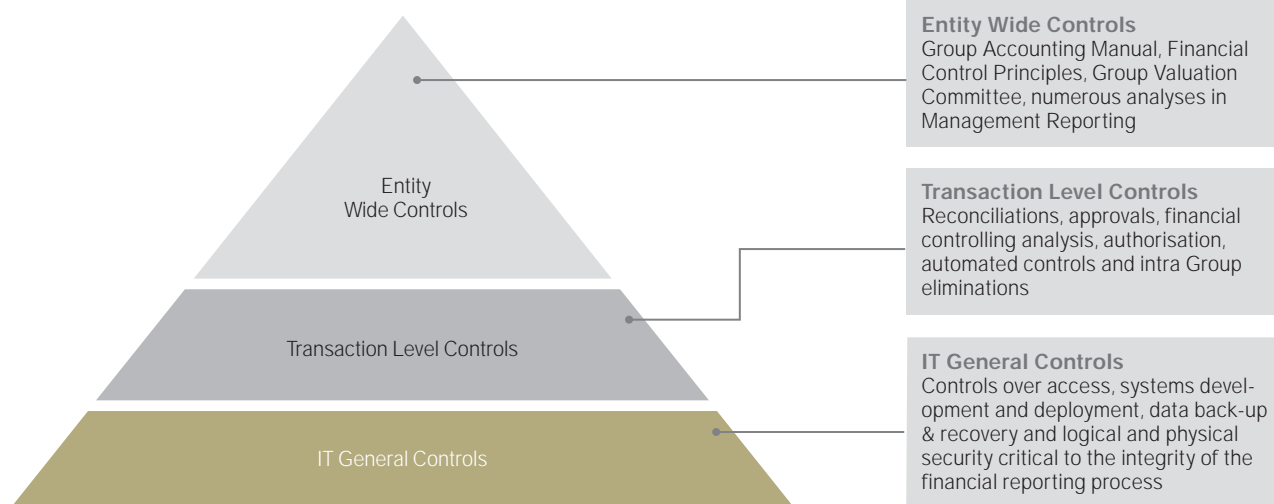 Entity
Wide Controls
Transaction Level Controls
IT General Controls
Entity Wide Controls
Group Accounting Manual, Financial
Control Principles, Group Valuation
Committee, numerous analyses in
Management Reporting
Transaction Level Controls
Reconciliations, approvals, financial
controlling analysis, authorisation,
automated controls and intra Group
eliminations
IT General Controls
Controls over access, systems devel-
opment and deployment, data back-up
& recovery and logical and physical
security critical to the integrity of the
financial reporting process